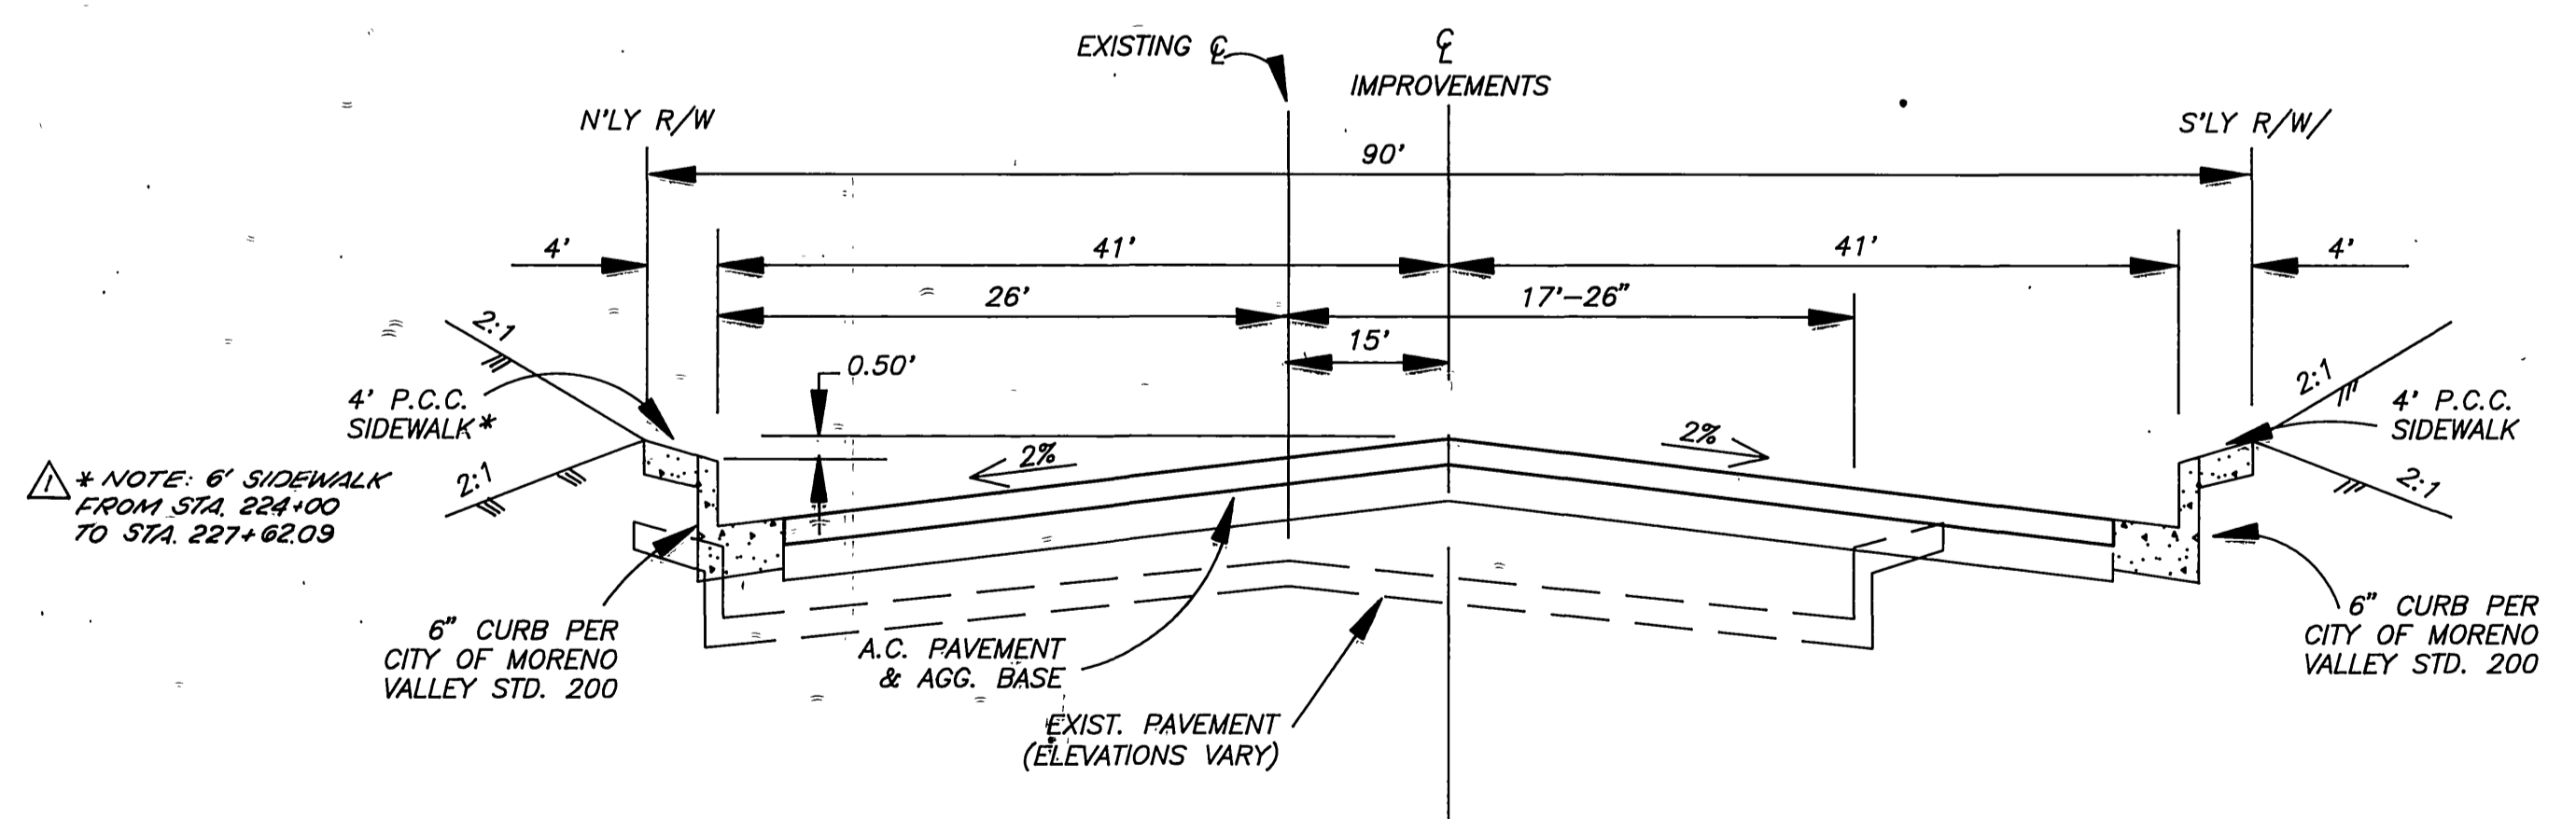 EXISTING ℄
℄
IMPROVEMENTS
N'LY R/W
S'LY R/W/
90'
4'
41'
41'
4'
26'
17'-26"
15'
0.50'
2:1
2:1
4' P.C.C.
SIDEWALK*
2:1
2:1
4' P.C.C.
SIDEWALK
2%
2%
1 * NOTE: 6' SIDEWALK
FROM STA. 224+00
TO STA. 227+62.09
6" CURB PER
CITY OF MORENO
VALLEY STD. 200
A.C. PAVEMENT
& AGG. BASE
EXIST. PAVEMENT
(ELEVATIONS VARY)
6" CURB PER
CITY OF MORENO
VALLEY STD. 200